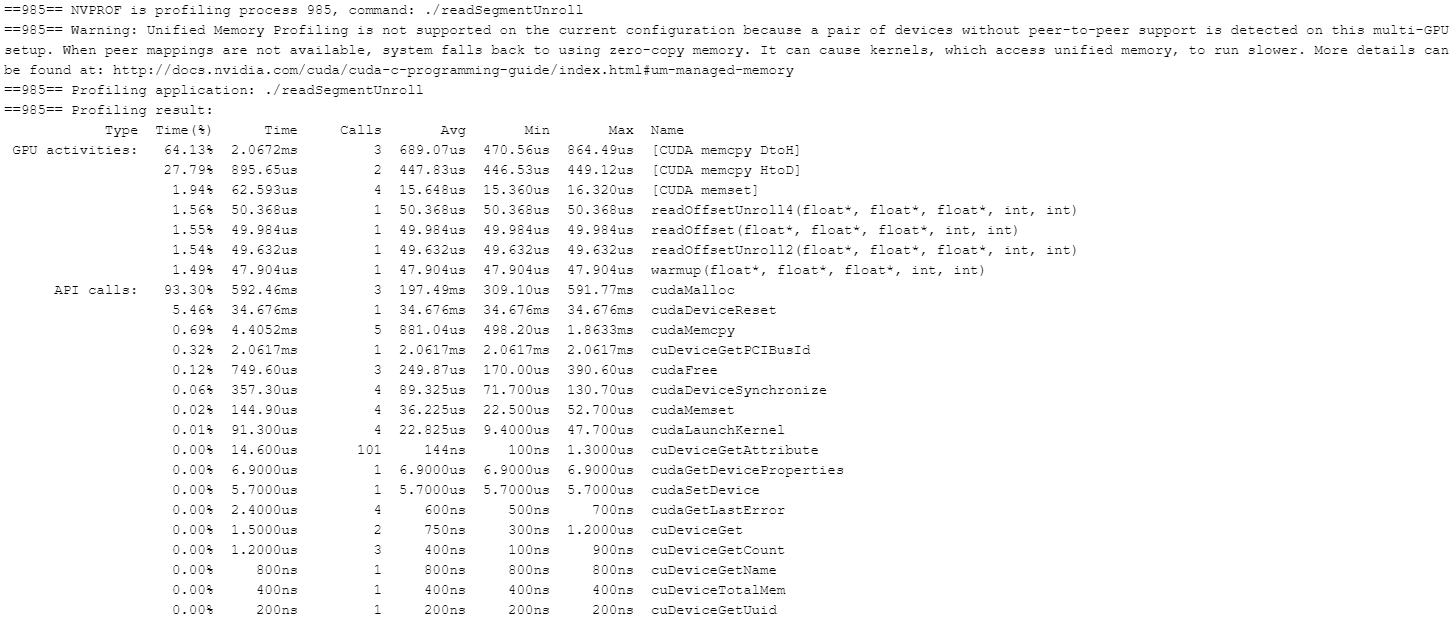 ==985== NVPROF is profiling process 985, command: ./readSegmentUnroll
==985== Warning: Unified Memory Profiling is not supported on the current configuration because a pair of devices without peer-to-peer support is detected on this multi-GPU
setup. When peer mappings are not available, system falls back to using zero-copy memory. It can cause kernels, which access unified memory, to run slower. More details can
be found at: http://docs.nvidia.com/cuda/cuda-c-programming-guide/index.html#um-managed-memory
==985== Profiling application: ./readSegmentUnroll
==985== Profiling result:
Type  Time(%)      Time     Calls       Avg       Min       Max  Name
GPU activities:   64.13%  2.0672ms         3  689.07us  470.56us  864.49us  [CUDA memcpy DtoH]
27.79%  895.65us         2  447.83us  446.53us  449.12us  [CUDA memcpy HtoD]
1.94%  62.593us         4  15.648us  15.360us  16.320us  [CUDA memset]
1.56%  50.368us         1  50.368us  50.368us  50.368us  readOffsetUnroll4(float*, float*, float*, int, int)
1.55%  49.984us         1  49.984us  49.984us  49.984us  readOffset(float*, float*, float*, int, int)
1.54%  49.632us         1  49.632us  49.632us  49.632us  readOffsetUnroll2(float*, float*, float*, int, int)
1.49%  47.904us         1  47.904us  47.904us  47.904us  warmup(float*, float*, float*, int, int)
API calls:   93.30%  592.46ms         3  197.49ms  309.10us  591.77ms  cudaMalloc
5.46%  34.676ms         1  34.676ms  34.676ms  34.676ms  cudaDeviceReset
0.69%  4.4052ms         5  881.04us  498.20us  1.8633ms  cudaMemcpy
0.32%  2.0617ms         1  2.0617ms  2.0617ms  2.0617ms  cuDeviceGetPCIBusId
0.12%  749.60us         3  249.87us  170.00us  390.60us  cudaFree
0.06%  357.30us         4  89.325us  71.700us  130.70us  cudaDeviceSynchronize
0.02%  144.90us         4  36.225us  22.500us  52.700us  cudaMemset
0.01%  91.300us         4  22.825us  9.4000us  47.700us  cudaLaunchKernel
0.00%  14.600us       101     144ns     100ns  1.3000us  cuDeviceGetAttribute
0.00%  6.9000us         1  6.9000us  6.9000us  6.9000us  cudaGetDeviceProperties
0.00%  5.7000us         1  5.7000us  5.7000us  5.7000us  cudaSetDevice
0.00%  2.4000us         4     600ns     500ns     700ns  cudaGetLastError
0.00%  1.5000us         2     750ns     300ns  1.2000us  cuDeviceGet
0.00%  1.2000us         3     400ns     100ns     900ns  cuDeviceGetCount
0.00%     800ns         1     800ns     800ns     800ns  cuDeviceGetName
0.00%     400ns         1     400ns     400ns     400ns  cuDeviceTotalMem
0.00%     200ns         1     200ns     200ns     200ns  cuDeviceGetUuid